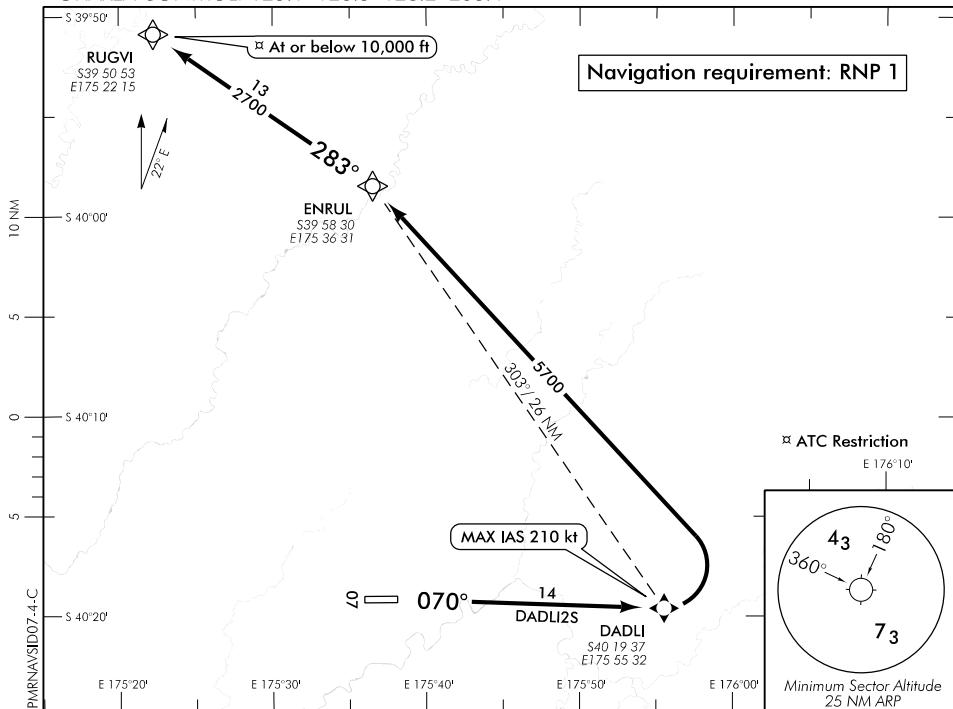 S 39°50'
RUGVI
S39 50 53
E175 22 15
¤ At or below 10,000 ft
Navigation requirement: RNP 1
13
2700
283°
22° E
ENRUL
S39 58 30
E175 36 31
10 NM
S 40°00'
5
5700
303°/ 26 NM
0
S 40°10'
¤ ATC Restriction
E 176°10'
5
MAX IAS 210 kt
43
180°
360°
73
Minimum Sector Altitude
25 NM ARP
07
070°
14
DADLI2S
DADLI
S40 19 37
E175 55 32
S 40°20'
PMRNAVSID07-4-C
E 175°20'
E 175°30'
E 175°40'
E 175°50'
E 176°00'